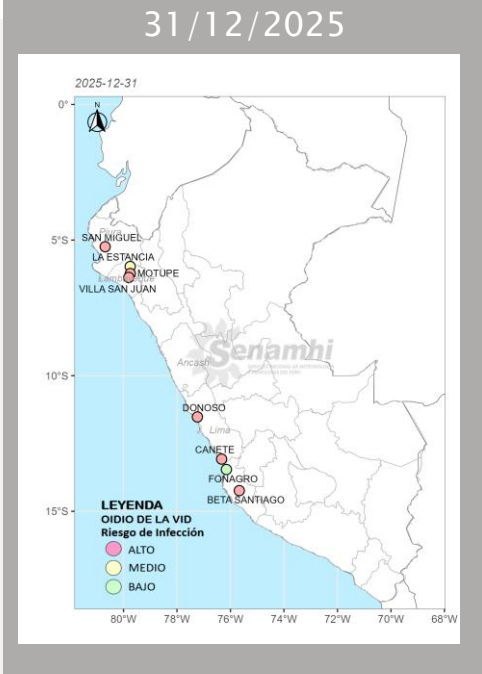 31/12/2025
2025-12-31
N
0°
5°S
10°S
15°S
Piura
SAN MIGUEL
LA ESTANCIA
MOTUPE
VILLA SAN JUAN
Senamhi
Ancash
DONOSO
Lima
CANETE
FONAGRO
BETA SANTIAGO
LEYENDA
OIDIO DE LA VID
Riesgo de Infección
ALTO
MEDIO
BAJO
80°W 78°W 76°W 74°W 72°W 70°W 68°W